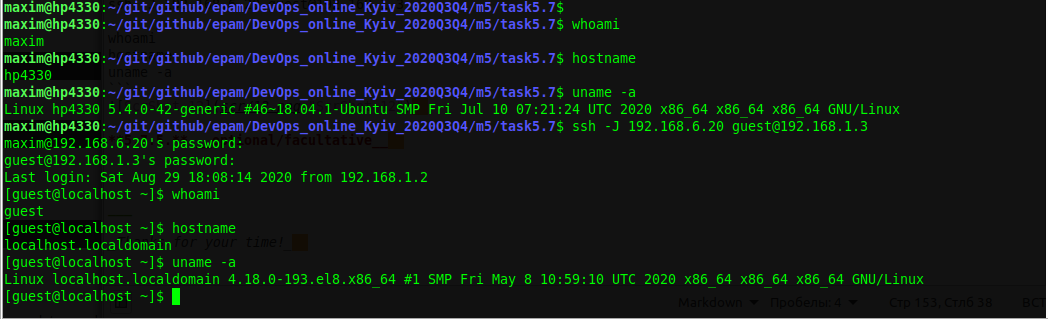 maxim@hp4330:~/git/github/epam/DevOps_online_Kyiv_2020Q3Q4/m5/task5.7$
maxim@hp4330:~/git/github/epam/DevOps_online_Kyiv_2020Q3Q4/m5/task5.7$ whoami
maxim
maxim@hp4330:~/git/github/epam/DevOps_online_Kyiv_2020Q3Q4/m5/task5.7$ hostname
hp4330
maxim@hp4330:~/git/github/epam/DevOps_online_Kyiv_2020Q3Q4/m5/task5.7$ uname -a
Linux hp4330 5.4.0-42-generic #46~18.04.1-Ubuntu SMP Fri Jul 10 07:21:24 UTC 2020 x86_64 x86_64 x86_64 GNU/Linux
maxim@hp4330:~/git/github/epam/DevOps_online_Kyiv_2020Q3Q4/m5/task5.7$ ssh -J 192.168.6.20 guest@192.168.1.3
maxim@192.168.6.20's password:
guest@192.168.1.3's password:
Last login: Sat Aug 29 18:08:14 2020 from 192.168.1.2
[guest@localhost ~]$ whoami
guest
[guest@localhost ~]$ hostname
localhost.localdomain
[guest@localhost ~]$ uname -a
Linux localhost.localdomain 4.18.0-193.el8.x86_64 #1 SMP Fri May 8 10:59:10 UTC 2020 x86_64 x86_64 x86_64 GNU/Linux
[guest@localhost ~]$
whoami
uname -a
onal/facultative__
for your time!_
Markdown Пробелы: 4 Стр 153, Стлб 38 ВСТ